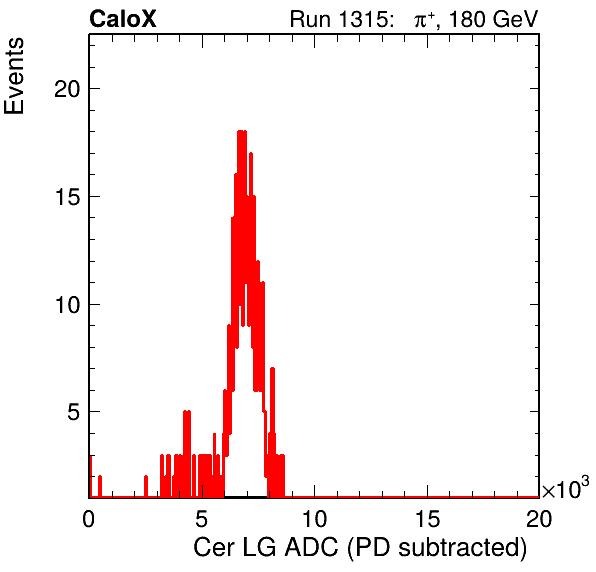 CaloX Run 1315: π⁺, 180 GeV
Events
20
15
10
5
0 5 10 15 20
×10³
Cer LG ADC (PD subtracted)